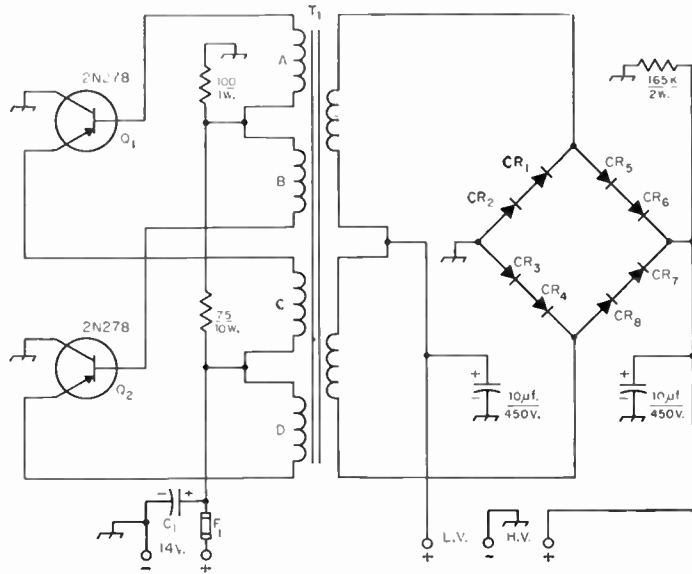 T1
A
100
1W.
2N278
Q1
B
165K
2W.
CR1
CR5
CR2
CR6
CR3
CR7
CR4
CR8
C
75
10W.
2N278
Q2
D
+
-
10µf.
450V.
+
-
10µf.
450V.
- +
C1
F1
14V.
- +
+ L.V. - H.V. +